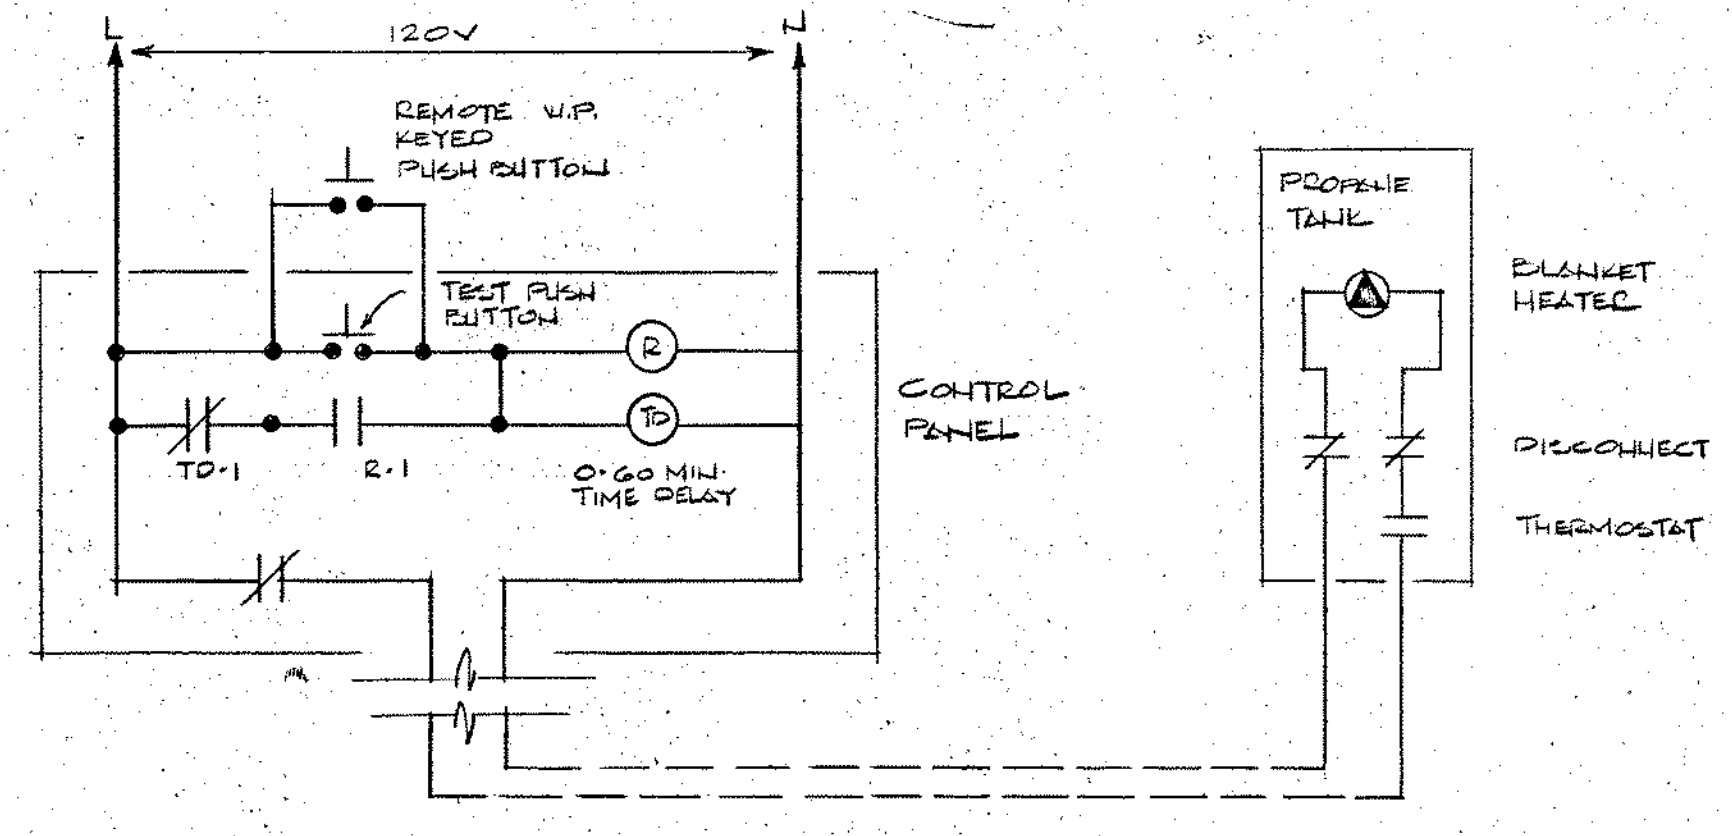 L
120V
N
REMOTE W.P.
KEYED
PUSH BUTTON
TEST PUSH
BUTTON
R
TD
TD-1
R-1
0-60 MIN.
TIME DELAY
CONTROL
PANEL
PROPANE
TANK
BLANKET
HEATER
DISCONNECT
THERMOSTAT